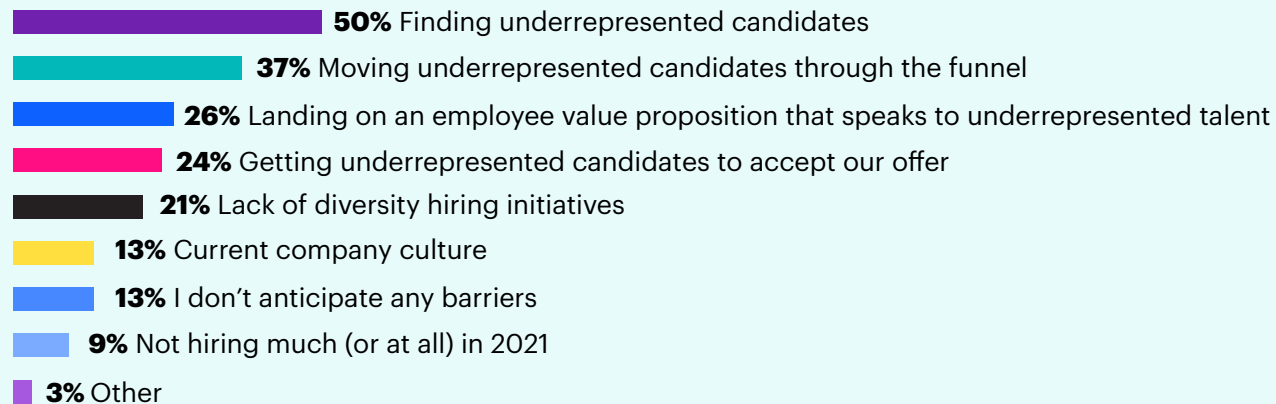 50% Finding underrepresented candidates
37% Moving underrepresented candidates through the funnel
26% Landing on an employee value proposition that speaks to underrepresented talent
24% Getting underrepresented candidates to accept our offer
21% Lack of diversity hiring initiatives
13% Current company culture
13% I don’t anticipate any barriers
9% Not hiring much (or at all) in 2021
3% Other